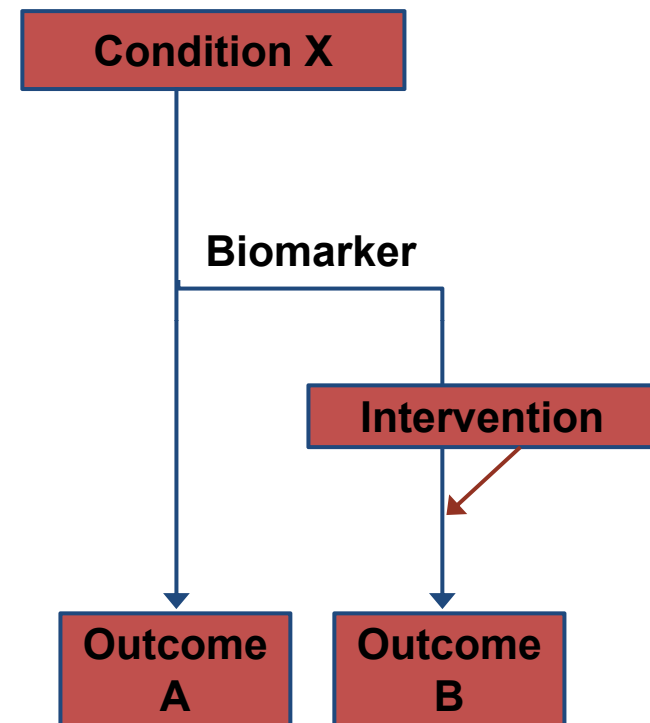 Condition X
Biomarker
Intervention
Outcome
A
Outcome
B